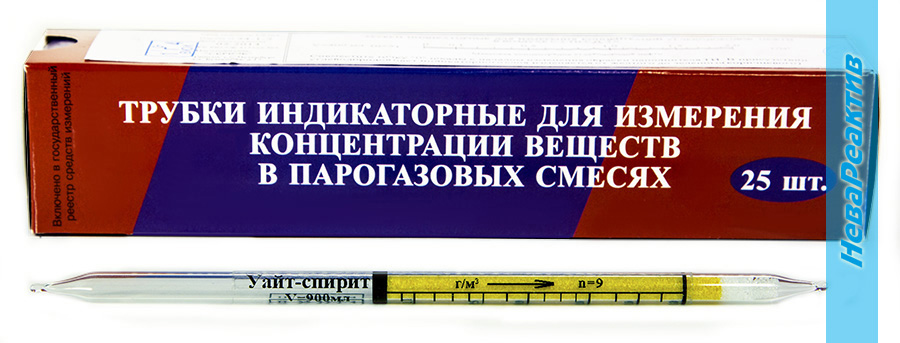 Включено в государственный
реестр средств измерений
ТРУБКИ ИНДИКАТОРНЫЕ ДЛЯ ИЗМЕРЕНИЯ
КОНЦЕНТРАЦИИ ВЕЩЕСТВ
В ПАРОГАЗОВЫХ СМЕСЯХ
25 шт.
НеваРеактив
Уайт-спирит
V=900мл
г/м³
n=9